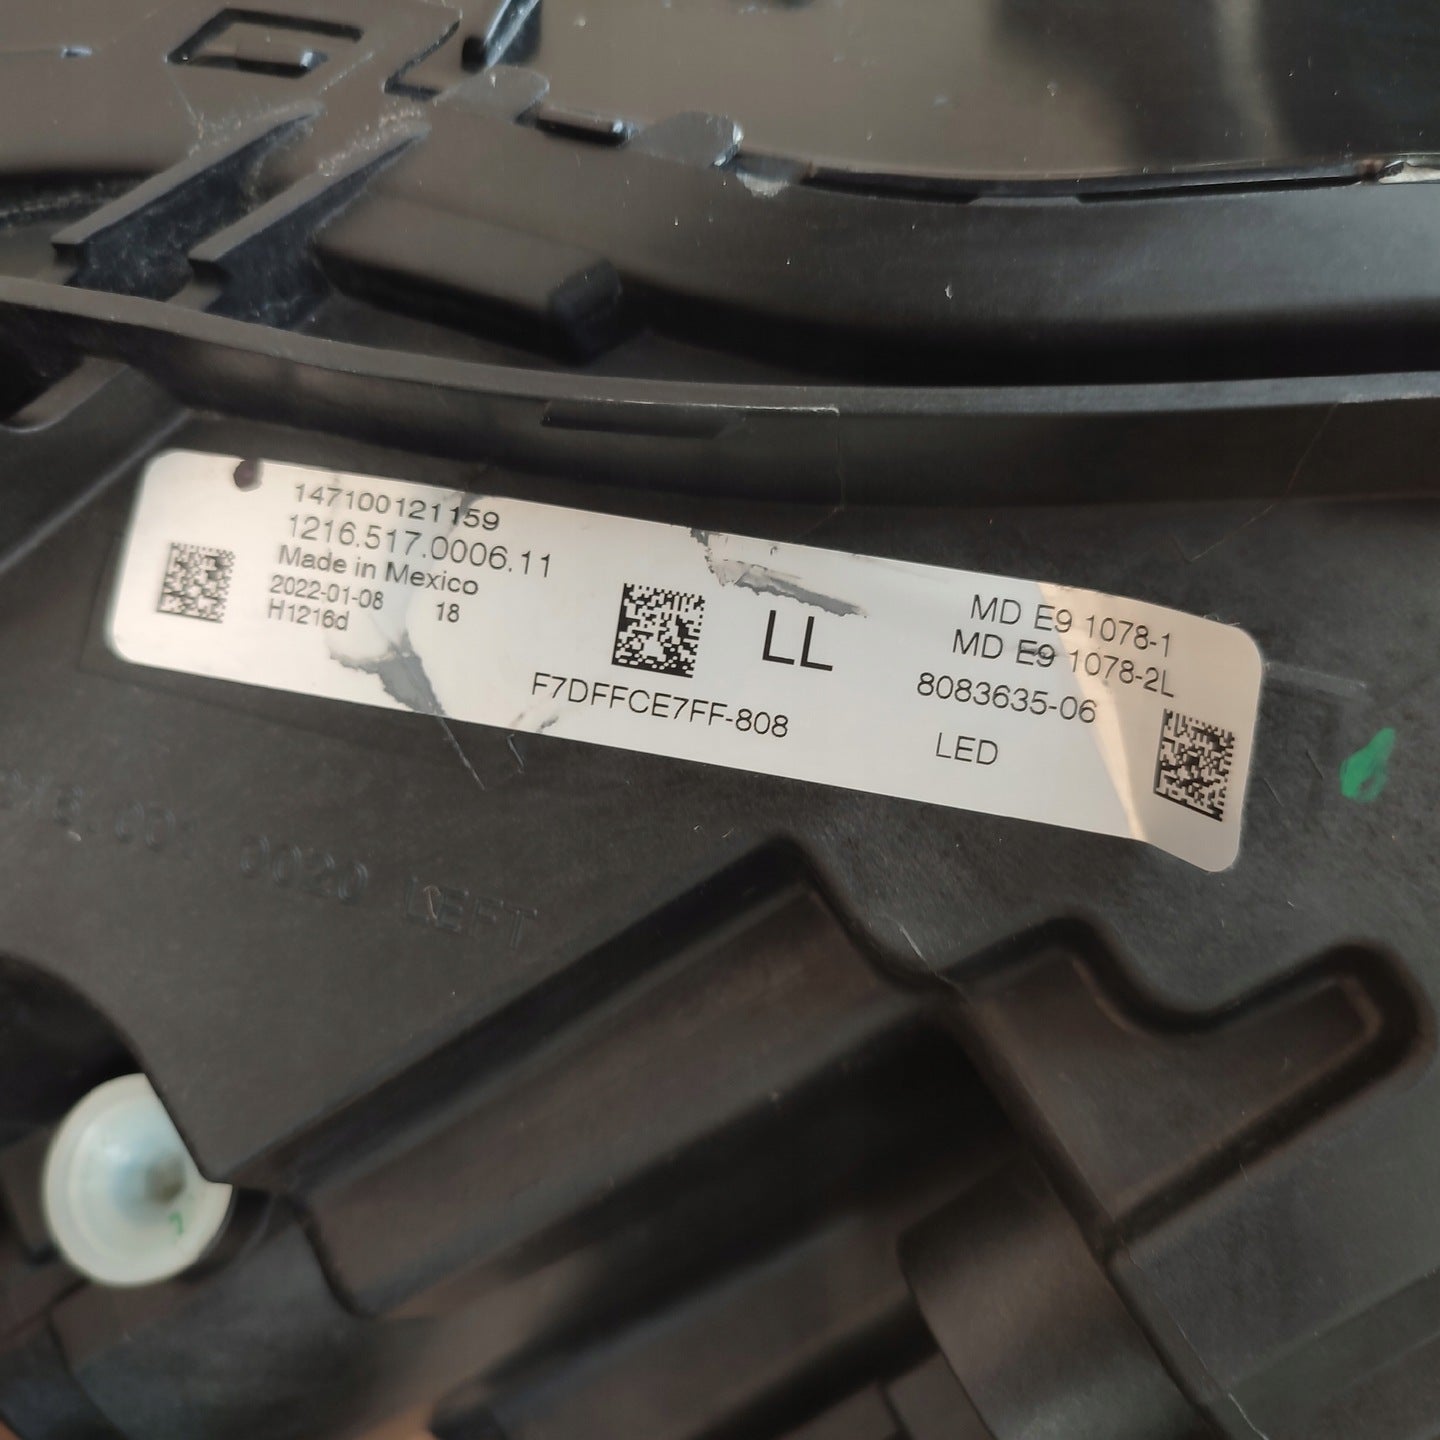 147100121159
1216.517.0006.11
Made in Mexico
2022-01-08 18
H1216d
F7DFFCE7FF-808
LL
MD E9 1078-1
MD E9 1078-2L
8083635-06
LED
0020 LEFT